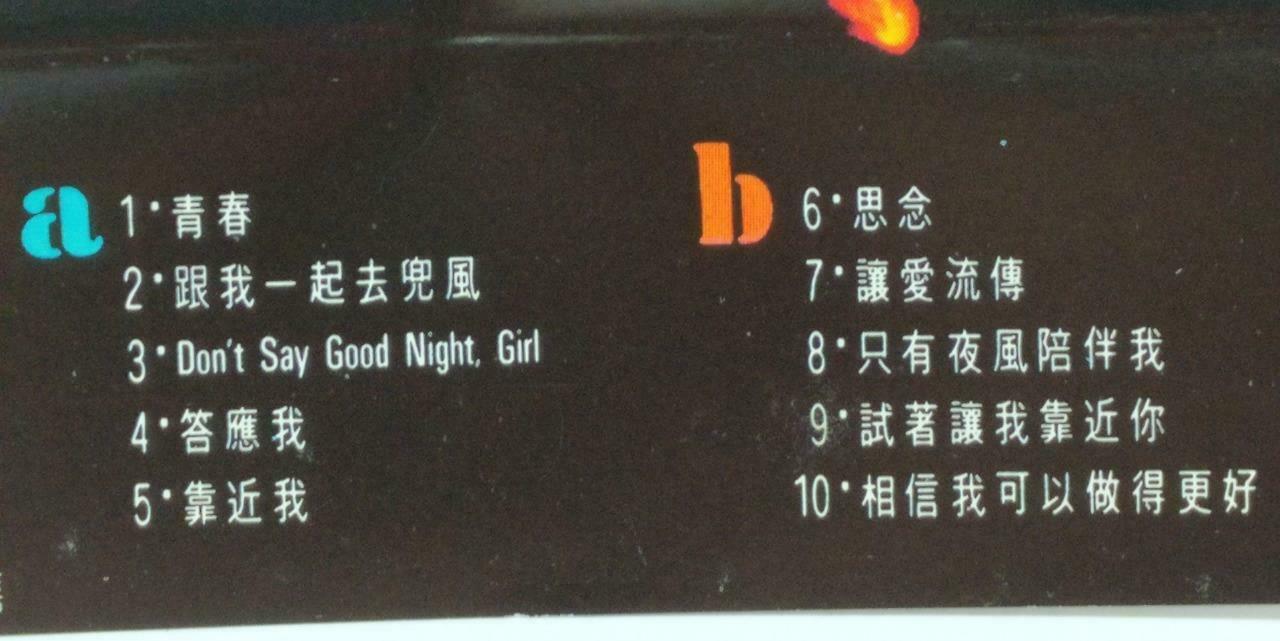 a
1·青春
2·跟我一起去兜風
3·Don't Say Good Night, Girl
4·答應我
5·靠近我
b
6·思念
7·讓愛流傳
8·只有夜風陪伴我
9·試著讓我靠近你
10·相信我可以做得更好